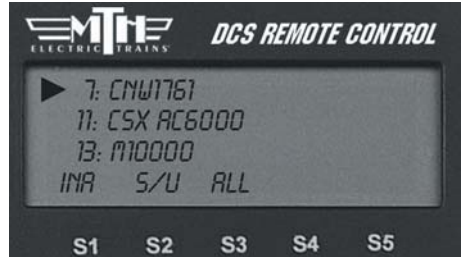 MTH
ELECTRIC TRAINS
DCS REMOTE CONTROL
7: CNW1761
11: CSX AC6000
13: M10000
INA S/U ALL
S1 S2 S3 S4 S5